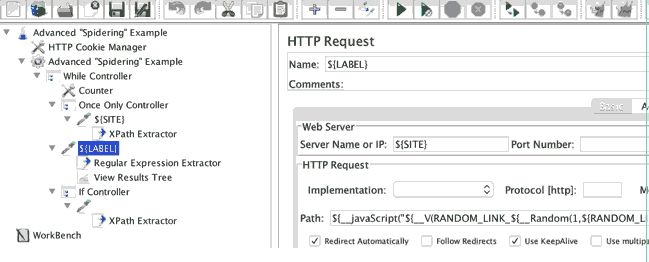 Advanced "Spidering" Example
HTTP Cookie Manager
Advanced "Spidering" Example
While Controller
Counter
Once Only Controller
${SITE}
XPath Extractor
${LABEL}
Regular Expression Extractor
View Results Tree
If Controller
XPath Extractor
WorkBench
HTTP Request
Name: ${LABEL}
Comments:
Basic
Web Server
Server Name or IP: ${SITE} Port Number:
HTTP Request
Implementation: Protocol [http]:
Path: ${__javaScript("${__V(RANDOM_LINK_${__Random(1,${RANDOM_L
Redirect Automatically Follow Redirects Use KeepAlive Use multip